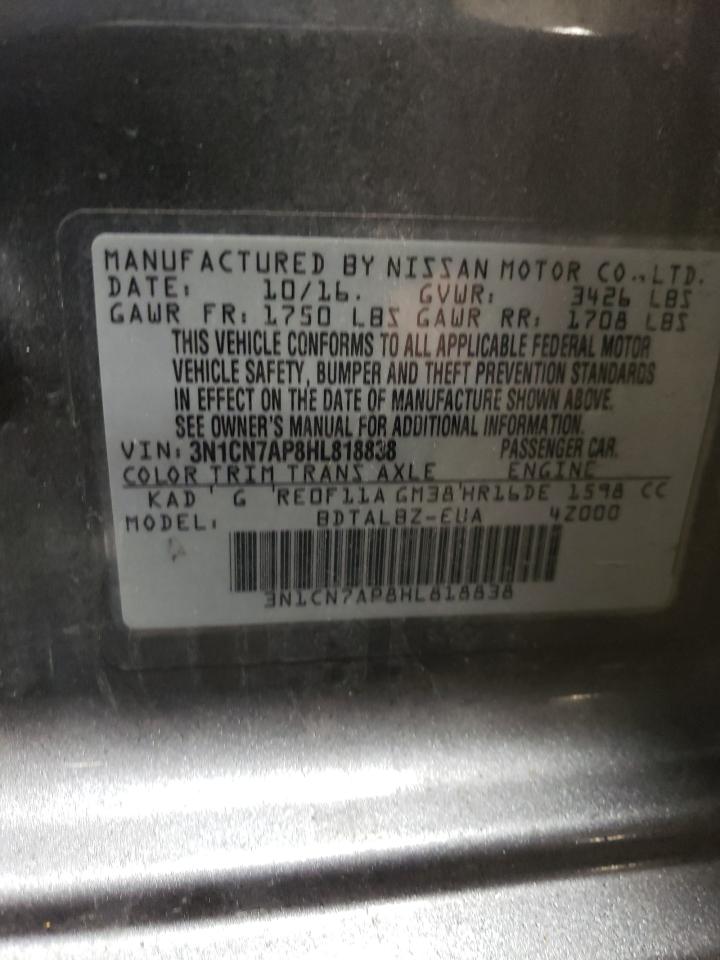 MANUFACTURED BY NISSAN MOTOR CO., LTD.
DATE: 10/16. GVWR: 3426 LBS
GAWR FR: 1750 LBS GAWR RR: 1708 LBS
THIS VEHICLE CONFORMS TO ALL APPLICABLE FEDERAL MOTOR
VEHICLE SAFETY, BUMPER AND THEFT PREVENTION STANDARDS
IN EFFECT ON THE DATE OF MANUFACTURE SHOWN ABOVE.
SEE OWNER'S MANUAL FOR ADDITIONAL INFORMATION.
VIN: 3N1CN7AP8HL818838 PASSENGER CAR.
COLOR TRIM TRANS AXLE ENGINE
KAD G RE0F11A GM38 HR16DE 1598 CC
MODEL: BDTALBZ-EUA 4Z000
3N1CN7AP8HL818838